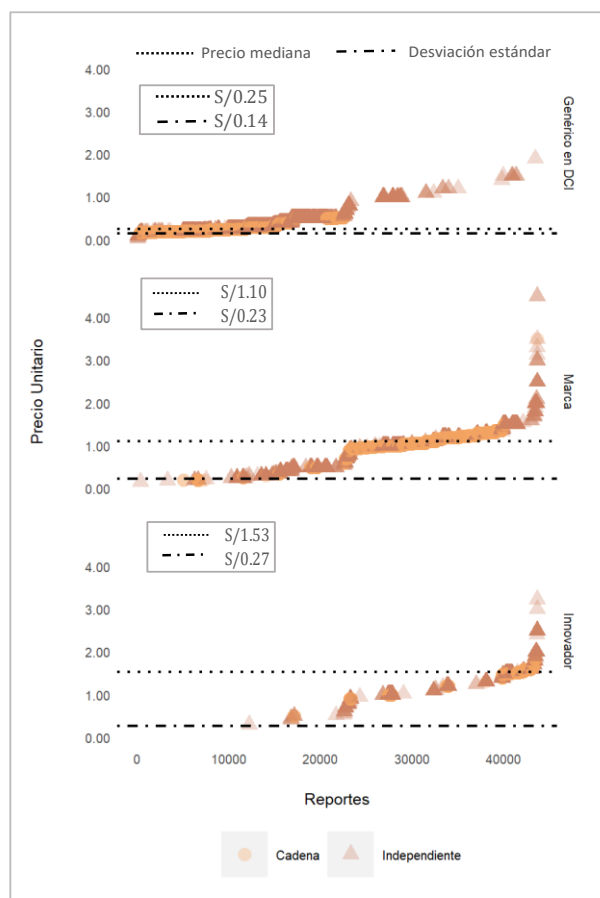 Precio mediana
Desviación estándar
4.00
S/0.25
S/0.14
3.00
2.00
1.00
0.00
Genérico en DCI
S/1.10
S/0.23
4.00
3.00
2.00
1.00
0.00
Marca
Precio Unitario
S/1.53
S/0.27
4.00
3.00
2.00
1.00
0.00
Innovador
0
10000
20000
30000
40000
Reportes
Cadena
Independiente